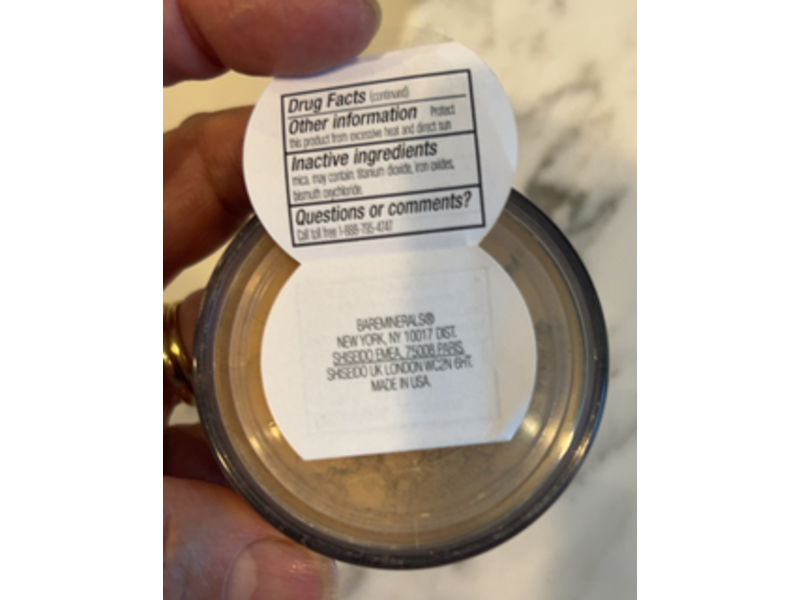 Drug Facts (continued)
Other information Protect
this product from excessive heat and direct sun
Inactive ingredients
mica, may contain: titanium dioxide, iron oxides,
bismuth oxychloride.
Questions or comments?
Call toll free 1-888-795-4747
BAREMINERALS®
NEW YORK, NY 10017 DIST.
SHISEIDO EMEA, 75008 PARIS,
SHISEIDO UK LONDON WC2N 6HT.
MADE IN USA.